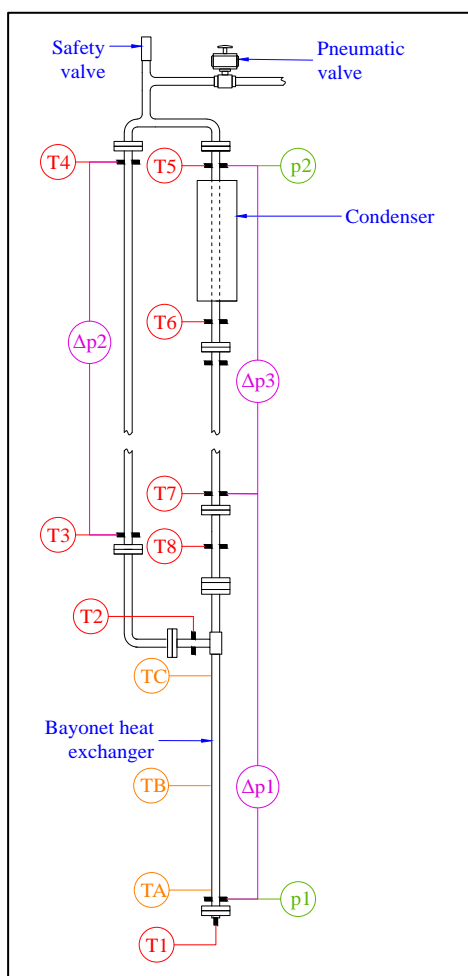 Safety
valve
Pneumatic
valve
T4
T5
p2
Condenser
T6
Δp2
Δp3
T7
T3
T8
T2
TC
Bayonet heat
exchanger
TB
Δp1
TA
p1
T1